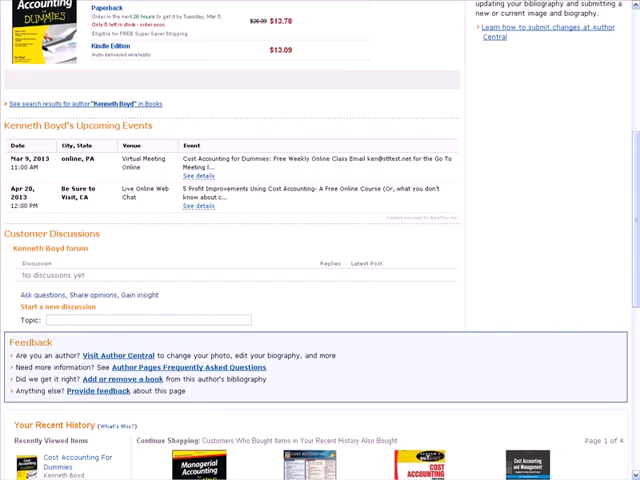 Accounting
DUMMIES
Paperback
Order in the next 26 hours to get it by Tuesday, Mar 5
Only 5 left in stock - order soon.
Eligible for FREE Super Saver Shipping
$26.99 $13.78
Kindle Edition
Auto-delivered wirelessly
$13.09
updating your bibliography and submitting a
new or current image and biography.
› Learn how to submit changes at Author
Central
› See search results for author "Kenneth Boyd" in Books
Kenneth Boyd's Upcoming Events
Date City, State Venue Event
Mar 9, 2013
11:00 AM
online, PA
Virtual Meeting
Online
Cost Accounting for Dummies: Free Weekly Online Class Email ken@stltest.net for the Go To
Meeting l...
See details
Apr 20,
2013
12:00 PM
Be Sure to
Visit, CA
Live Online Web
Chat
5 Profit Improvements Using Cost Accounting- A Free Online Course (Or, what you don't
know about c...
See details
Content provided by BookTour Inc.
Customer Discussions
Kenneth Boyd forum
Discussion Replies Latest Post
No discussions yet
Ask questions, Share opinions, Gain insight
Start a new discussion
Topic:
Feedback
› Are you an author? Visit Author Central to change your photo, edit your biography, and more
› Need more information? See Author Pages Frequently Asked Questions
› Did we get it right? Add or remove a book from this author's bibliography
› Anything else? Provide feedback about this page
Your Recent History (What's this?)
Recently Viewed Items
Continue Shopping: Customers Who Bought Items in Your Recent History Also Bought
Page 1 of 4
Cost Accounting For
Dummies
Kenneth Boyd
Managerial
Accounting
COST ACCOUNTING
COST
ACCOUNTING
Cost Accounting
and Management